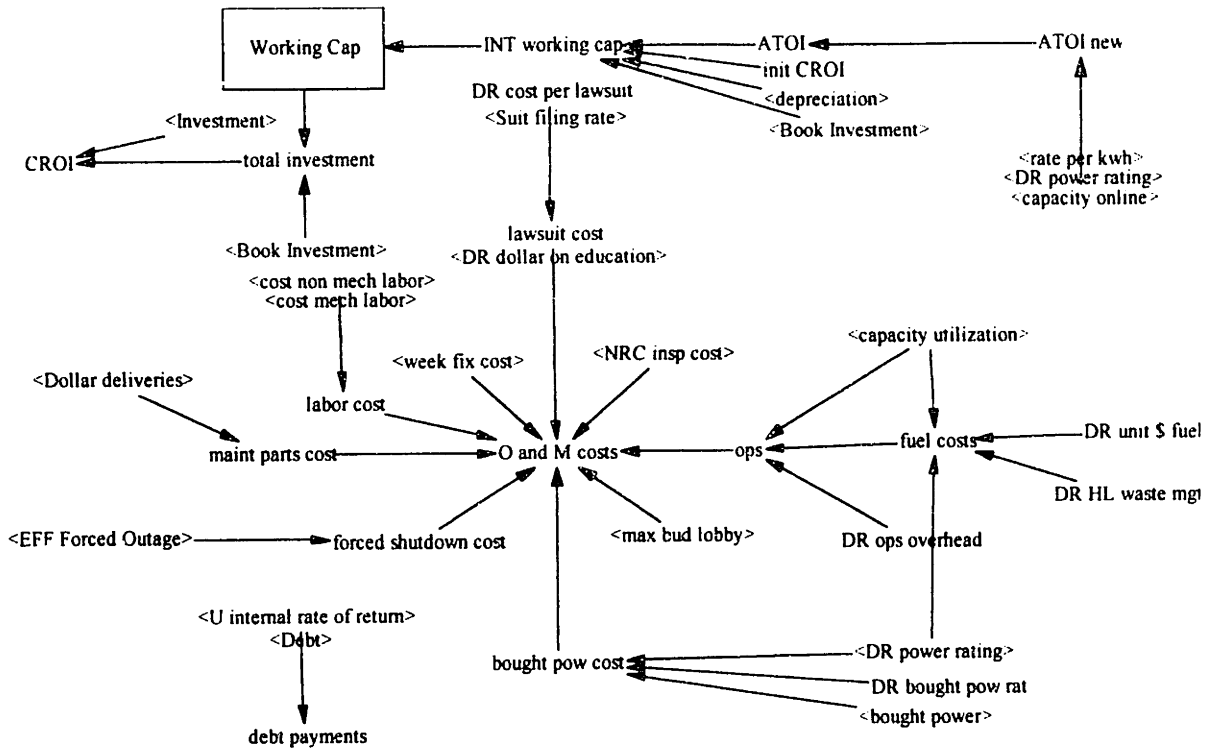 Working Cap
INT working cap
ATOI
ATOI new
init CROI
<depreciation>
<Book Investment>
DR cost per lawsuit
<Suit filing rate>
<Investment>
CROI
total investment
<rate per kwh>
<DR power rating>
<capacity online>
<Book Investment>
lawsuit cost
<DR dollar on education>
<cost non mech labor>
<cost mech labor>
<capacity utilization>
<week fix cost>
<NRC insp cost>
<Dollar deliveries>
labor cost
maint parts cost
O and M costs
ops
fuel costs
DR unit $ fuel
DR HL waste mgt
<EFF Forced Outage>
forced shutdown cost
<max bud lobby>
DR ops overhead
<U internal rate of return>
<Debt>
bought pow cost
<DR power rating>
DR bought pow rat
<bought power>
debt payments